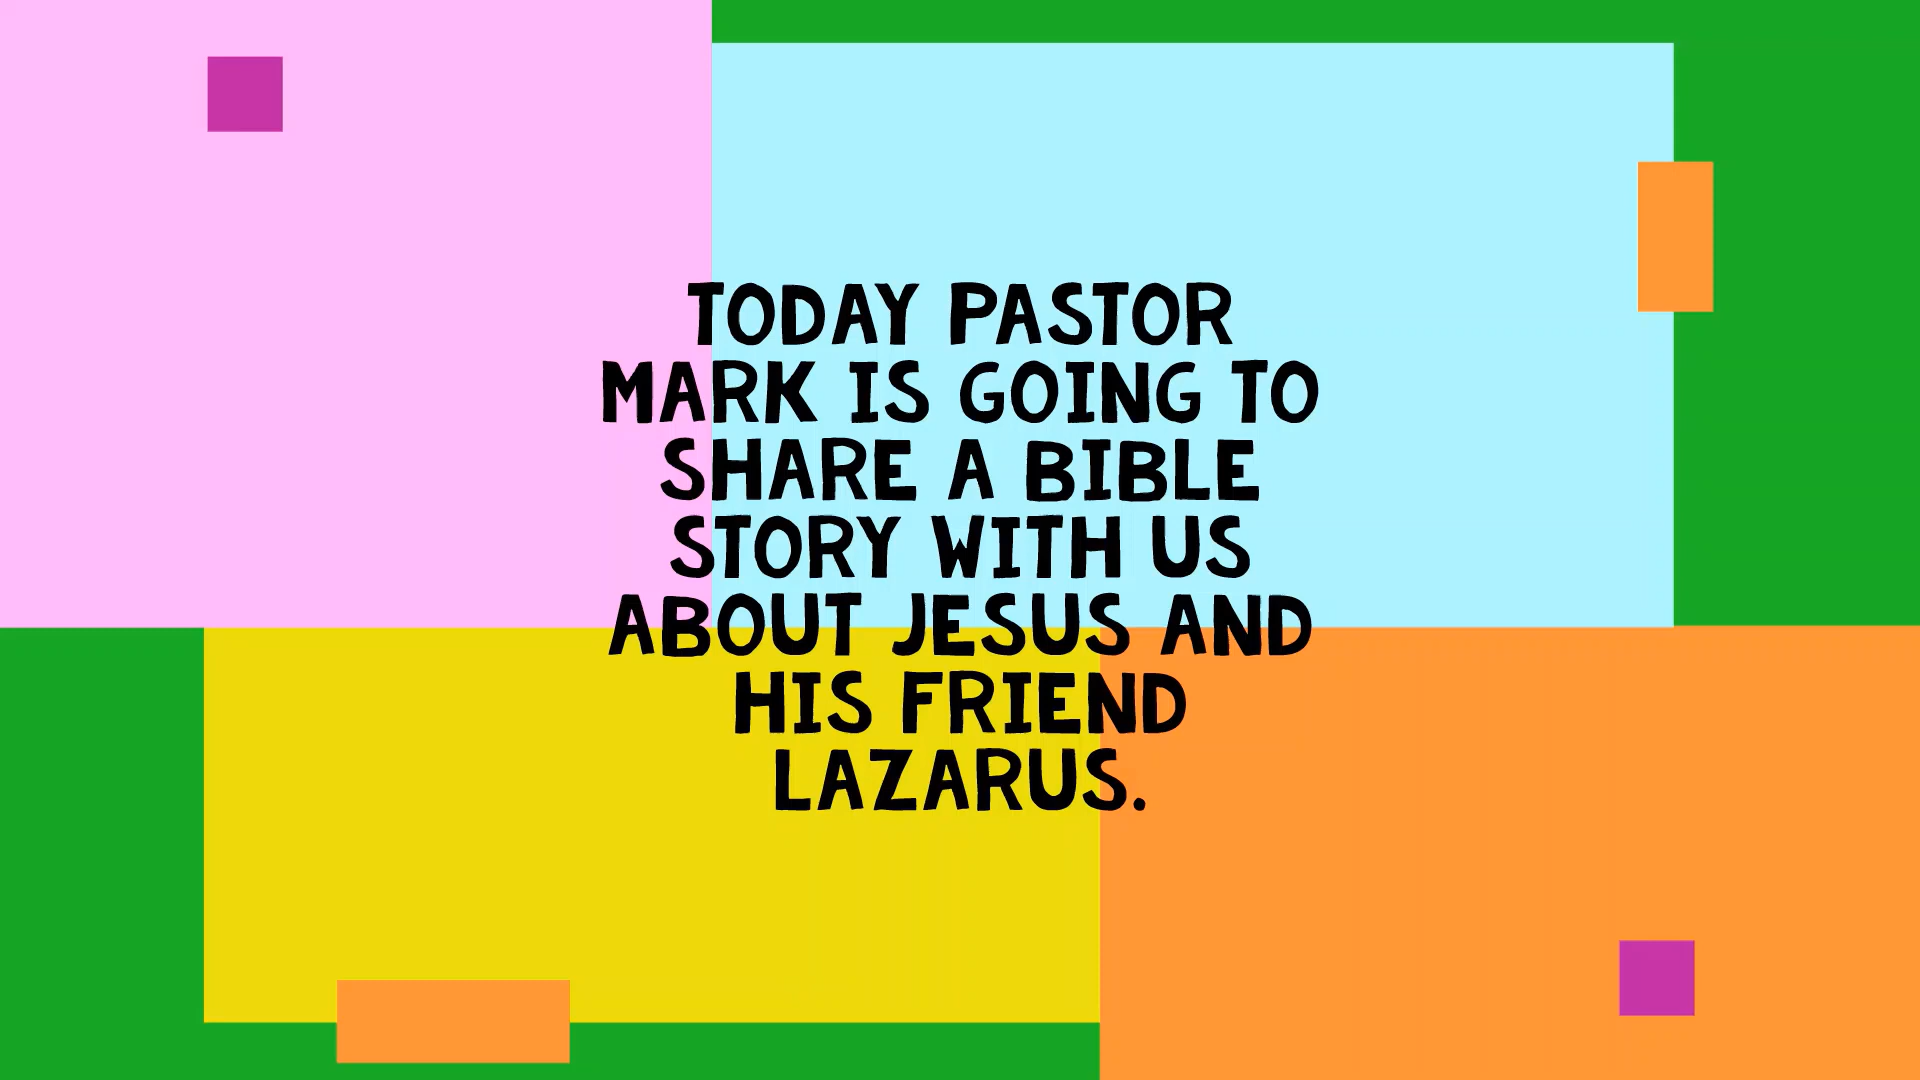 TODAY PASTOR
MARK IS GOING TO
SHARE A BIBLE
STORY WITH US
ABOUT JESUS AND
HIS FRIEND
LAZARUS.